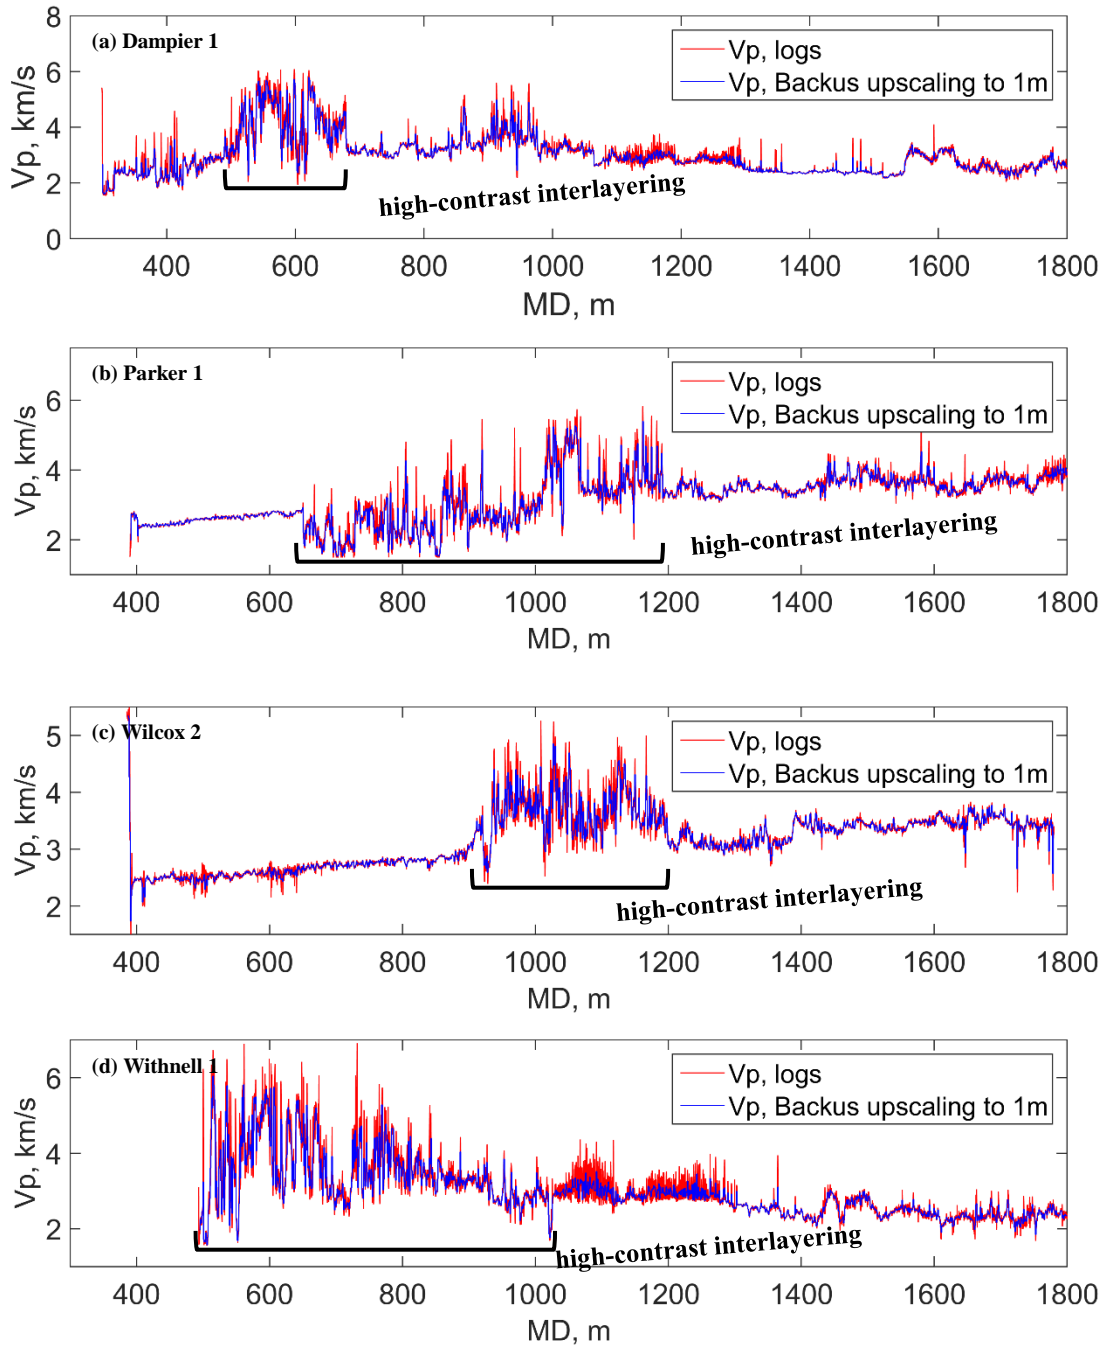 (a) Dampier 1
Vp, km/s
8
6
4
2
0
Vp, logs
Vp, Backus upscaling to 1m
high-contrast interlayering
400 600 800 1000 1200 1400 1600 1800
MD, m
(b) Parker 1
Vp, km/s
6
4
2
Vp, logs
Vp, Backus upscaling to 1m
high-contrast interlayering
400 600 800 1000 1200 1400 1600 1800
MD, m
(c) Wilcox 2
Vp, km/s
5
4
3
2
Vp, logs
Vp, Backus upscaling to 1m
high-contrast interlayering
400 600 800 1000 1200 1400 1600 1800
MD, m
(d) Withnell 1
Vp, km/s
6
4
2
Vp, logs
Vp, Backus upscaling to 1m
high-contrast interlayering
400 600 800 1000 1200 1400 1600 1800
MD, m